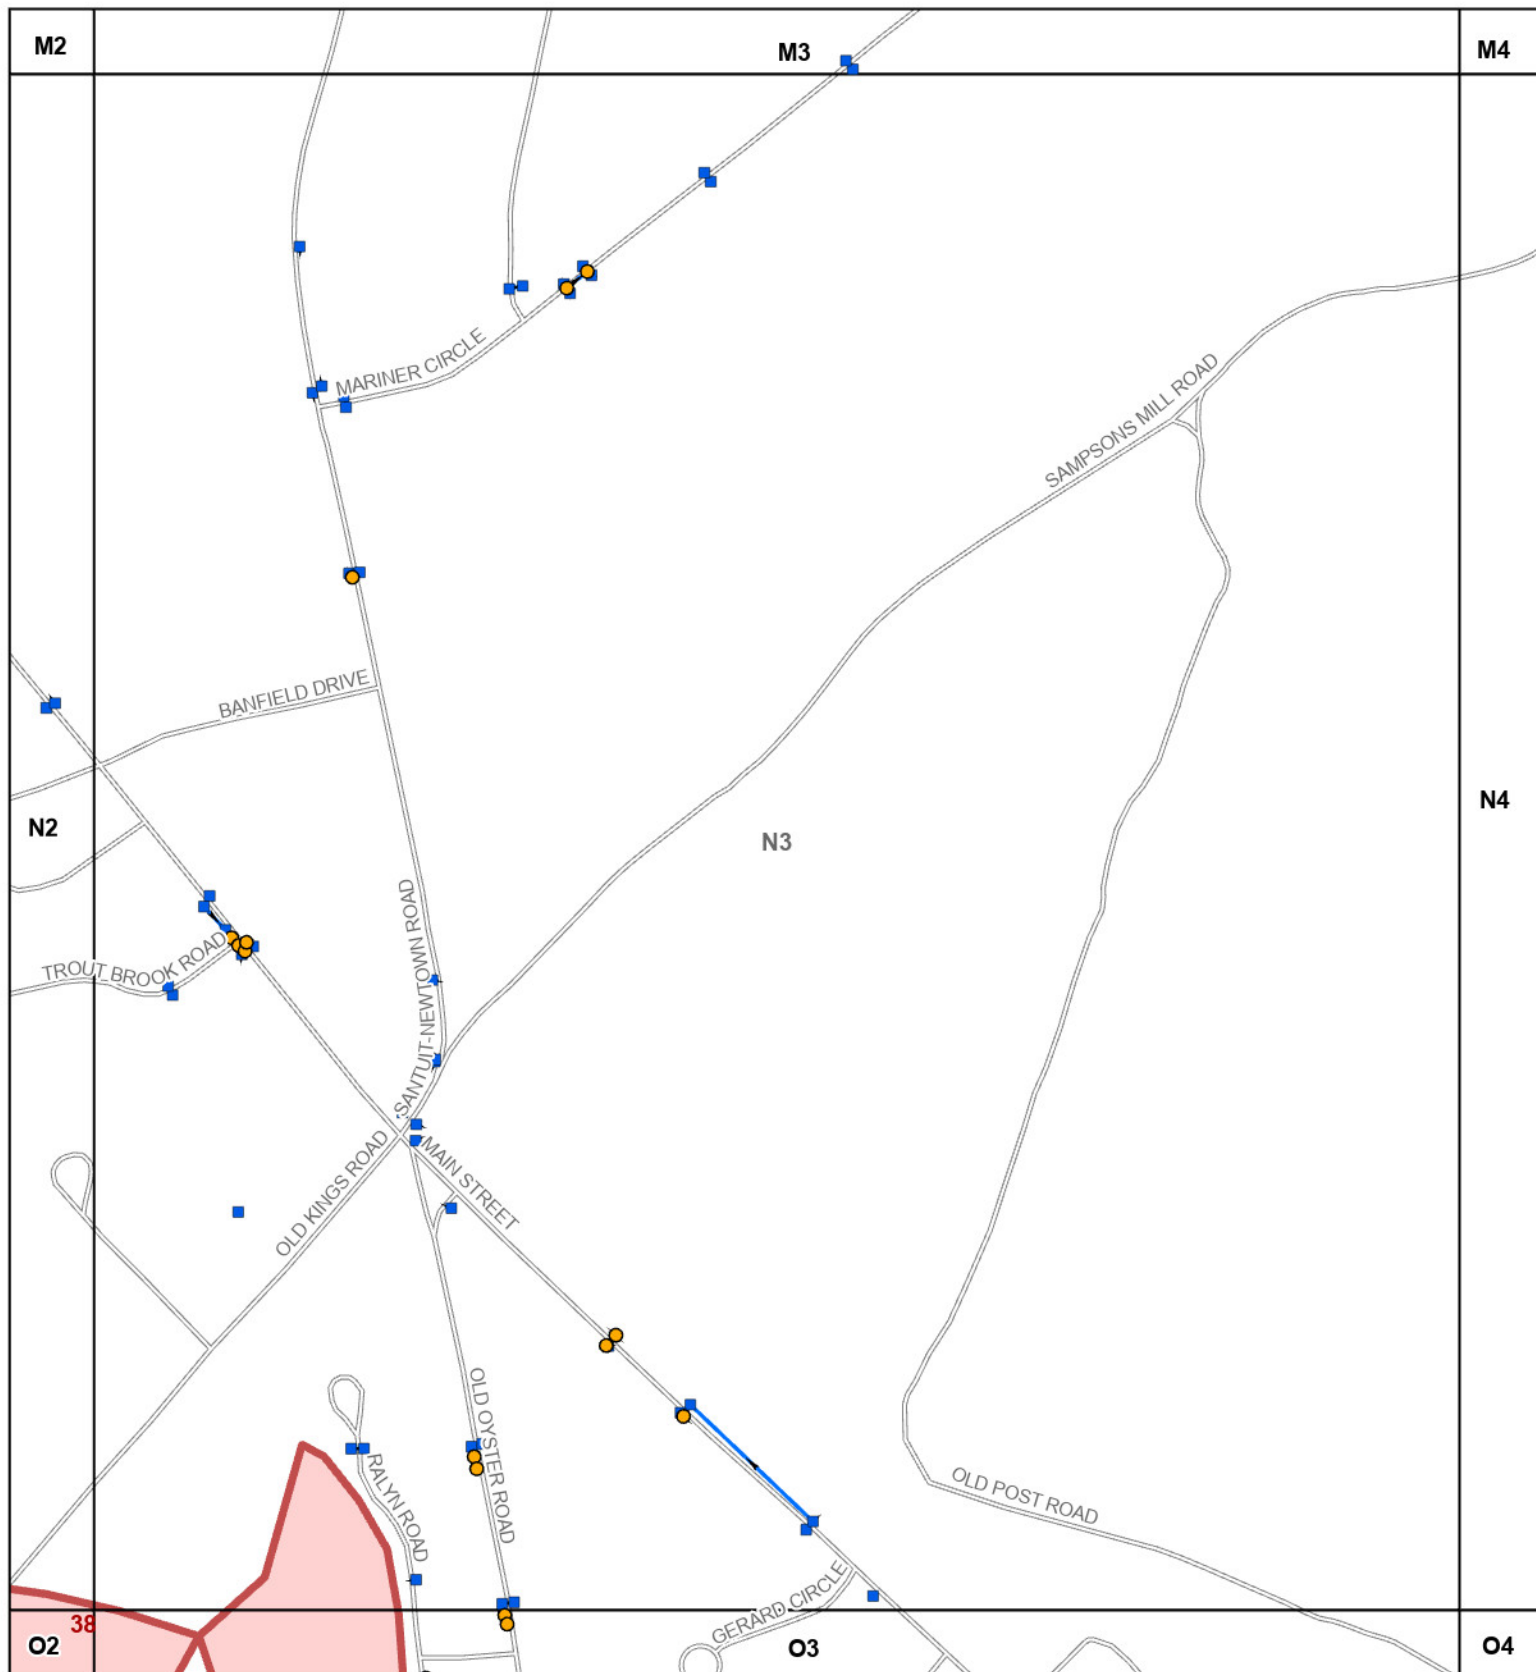 M2
M3
M4
MARINER CIRCLE
SAMPSONS MILL ROAD
BANFIELD DRIVE
N2
N3
N4
SANTUIT-NEWTOWN ROAD
TROUT BROOK ROAD
OLD KINGS ROAD
MAIN STREET
OLD OYSTER ROAD
RALYN ROAD
OLD POST ROAD
GERARD CIRCLE
38
O2
O3
O4